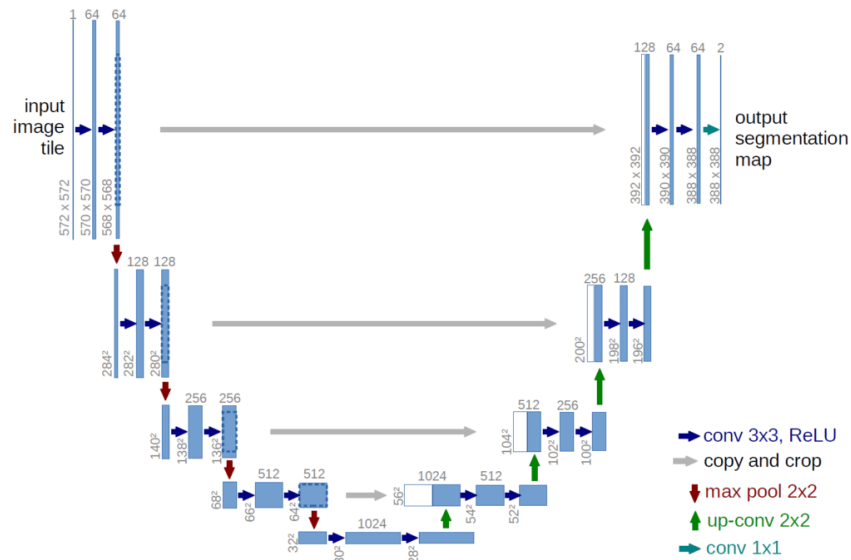 1 64 64
128 64 64 2
input
image
tile
output
segmentation
map
572 x 572
570 x 570
568 x 568
392 x 392
390 x 390
388 x 388
388 x 388
128 128
256 128
284²
282²
280²
200²
198²
196²
256 256
512 256
140²
138²
136²
104²
102²
100²
512 512
1024 512
68²
66²
64²
56²
54²
52²
1024
32²
conv 3x3, ReLU
copy and crop
max pool 2x2
up-conv 2x2
conv 1x1